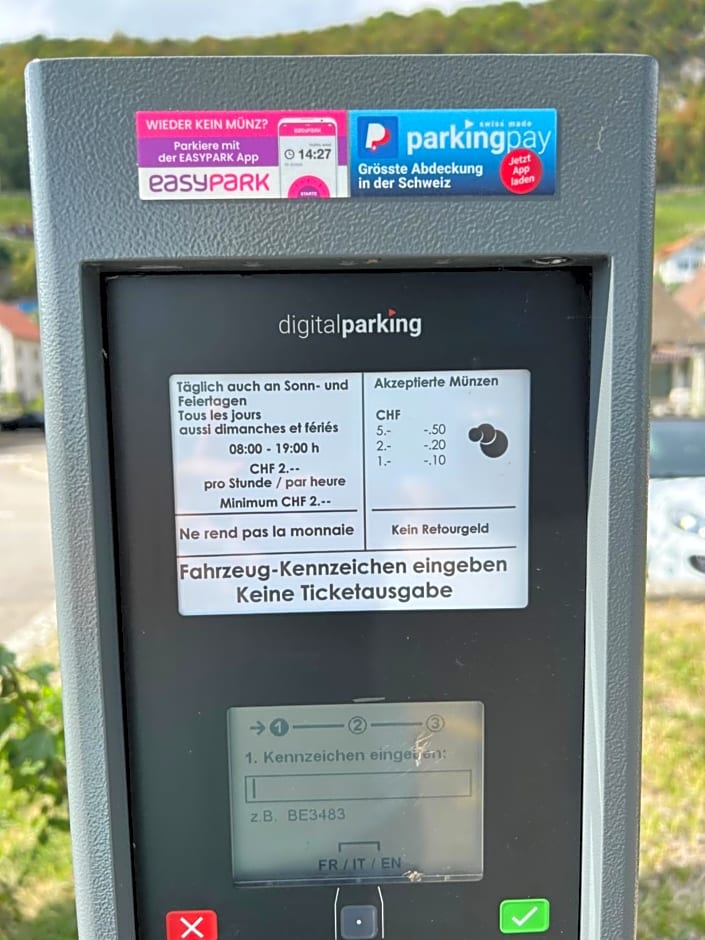 WIEDER KEIN MÜNZ?
Parkiere mit
der EASYPARK App
easyPARK
14:27
parkingpay
swiss made
Grösste Abdeckung
in der Schweiz
Jetzt
App
laden
digitalparking
Täglich auch an Sonn- und
Feiertagen
Tous les jours
aussi dimanches et fériés
08:00 - 19:00 h
CHF 2.--
pro Stunde / par heure
Minimum CHF 2.--
Ne rend pas la monnaie
Akzeptierte Münzen
CHF
5.- -.50
2.- -.20
1.- -.10
Kein Retourgeld
Fahrzeug-Kennzeichen eingeben
Keine Ticketausgabe
1 2 3
1. Kennzeichen eingeben:
z.B. BE3483
FR / IT / EN